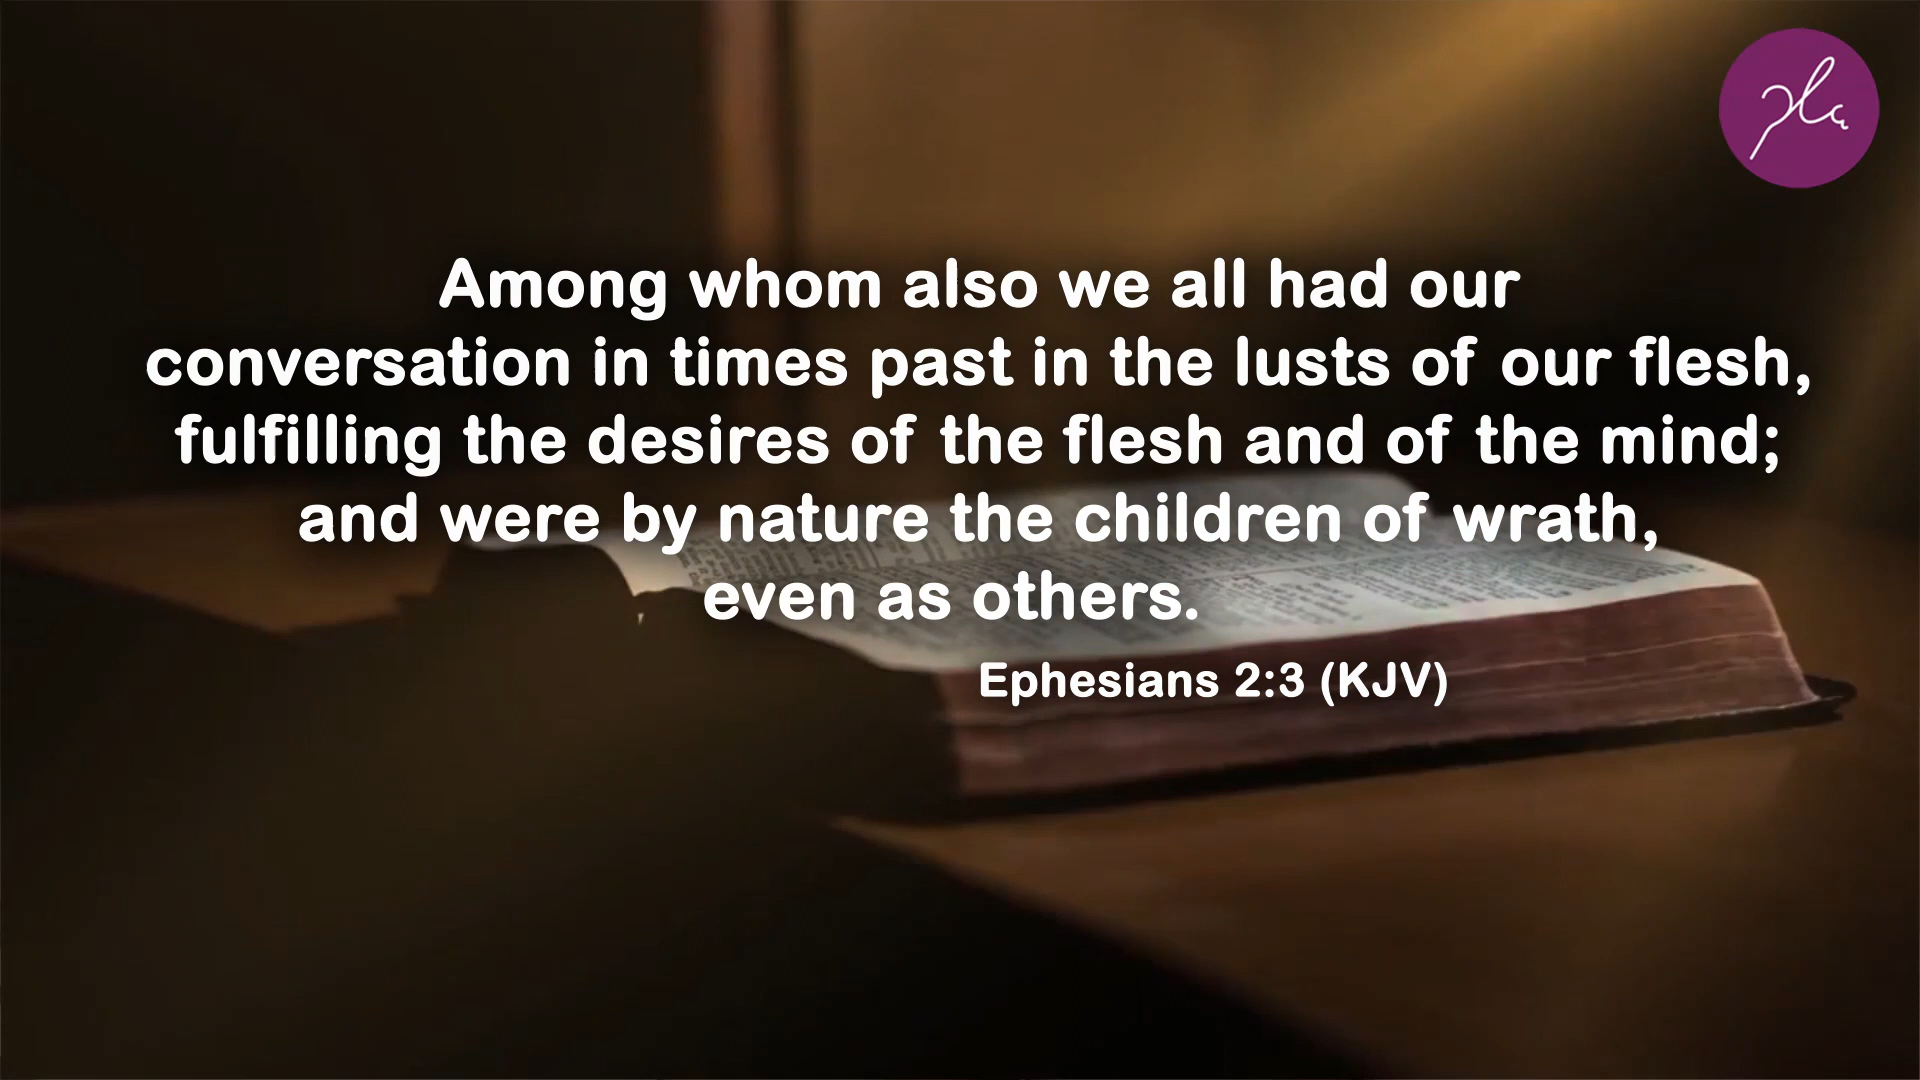 Among whom also we all had our
conversation in times past in the lusts of our flesh,
fulfilling the desires of the flesh and of the mind;
and were by nature the children of wrath,
even as others.
Ephesians 2:3 (KJV)